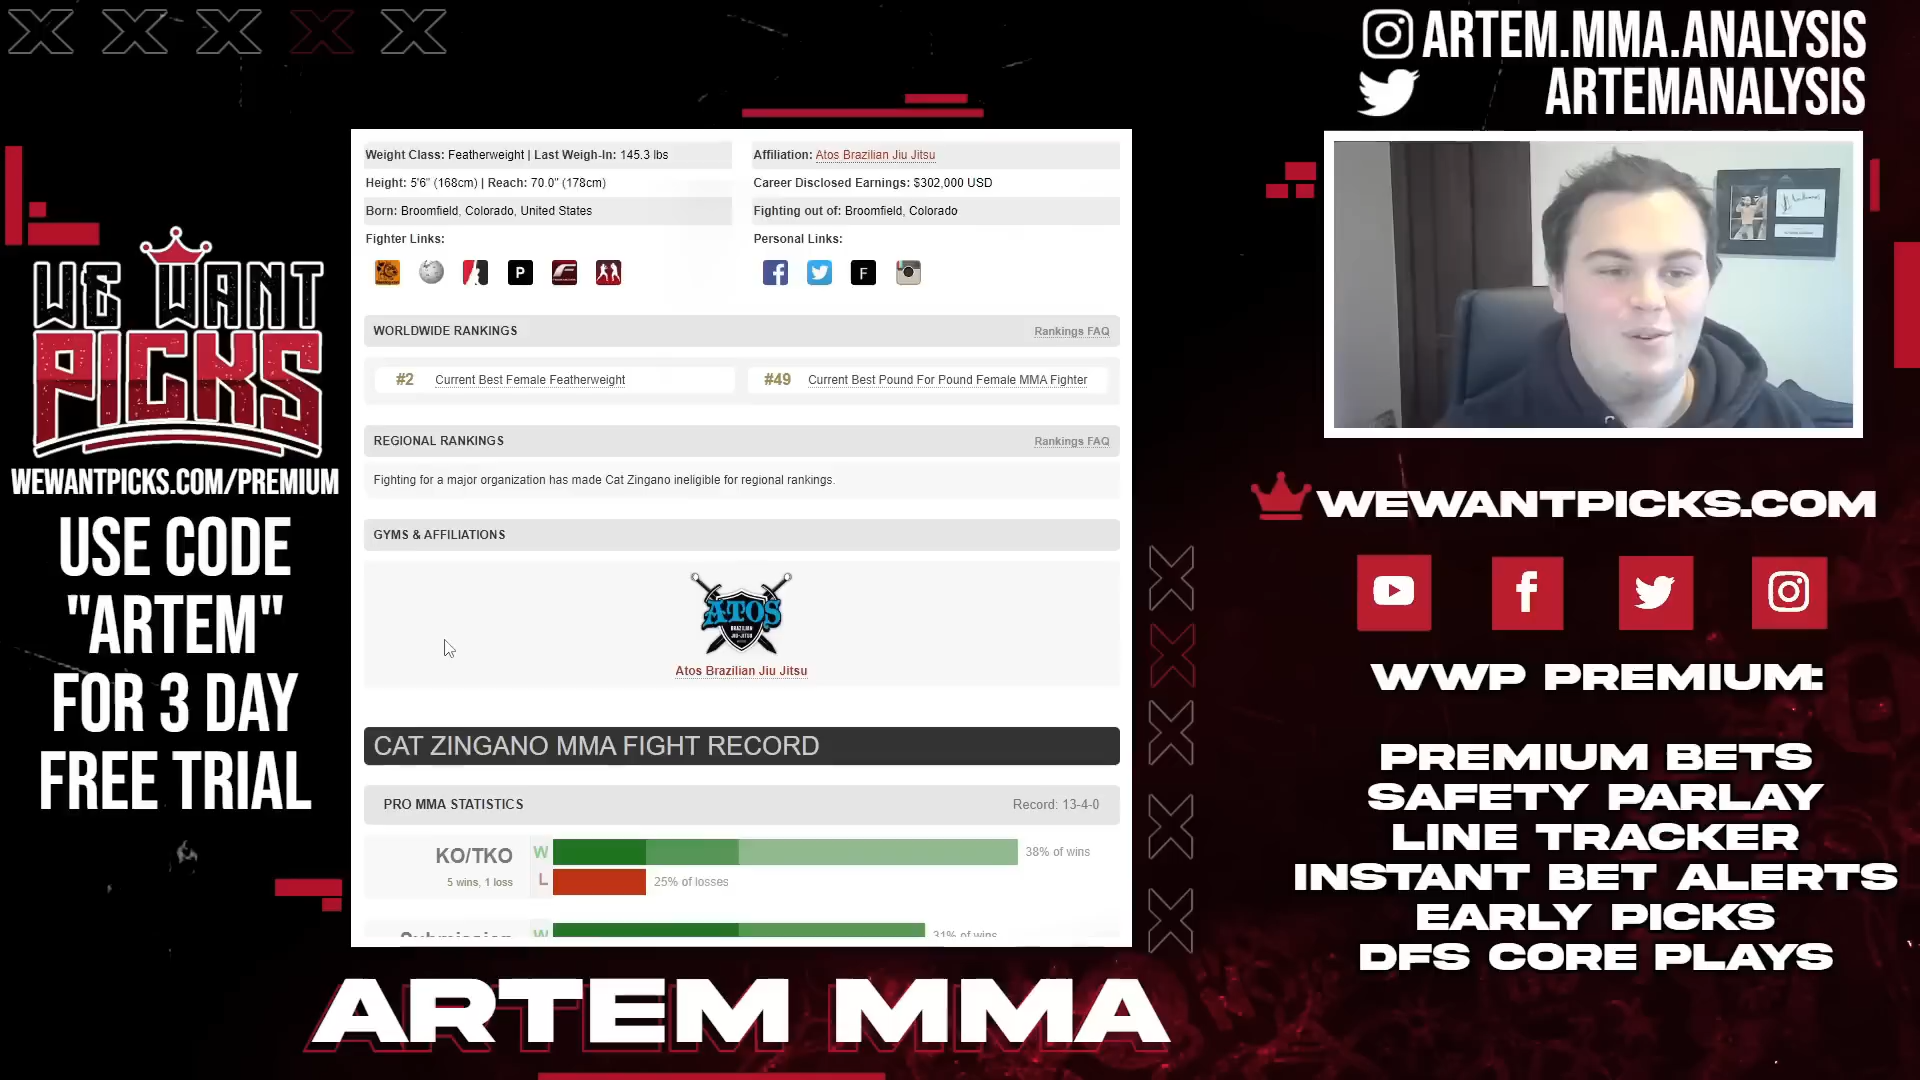 ARTEM.MMA.ANALYSIS
ARTEMANALYSIS
WE WANT
PICKS
WEWANTPICKS.COM/PREMIUM
USE CODE
"ARTEM"
FOR 3 DAY
FREE TRIAL
Weight Class: Featherweight | Last Weigh-In: 145.3 lbs
Affiliation: Atos Brazilian Jiu Jitsu
Height: 5'6" (168cm) | Reach: 70.0" (178cm)
Career Disclosed Earnings: $302,000 USD
Born: Broomfield, Colorado, United States
Fighting out of: Broomfield, Colorado
Fighter Links:
Personal Links:
P
F
WORLDWIDE RANKINGS
Rankings FAQ
#2 Current Best Female Featherweight
#49 Current Best Pound For Pound Female MMA Fighter
REGIONAL RANKINGS
Rankings FAQ
Fighting for a major organization has made Cat Zingano ineligible for regional rankings.
GYMS & AFFILIATIONS
ATOS
BRAZILIAN
JIU-JITSU
Atos Brazilian Jiu Jitsu
CAT ZINGANO MMA FIGHT RECORD
PRO MMA STATISTICS
Record: 13-4-0
KO/TKO
W
38% of wins
5 wins, 1 loss
L
25% of losses
Submission
W
31% of wins
ARTEM MMA
WEWANTPICKS.COM
WWP PREMIUM:
PREMIUM BETS
SAFETY PARLAY
LINE TRACKER
INSTANT BET ALERTS
EARLY PICKS
DFS CORE PLAYS